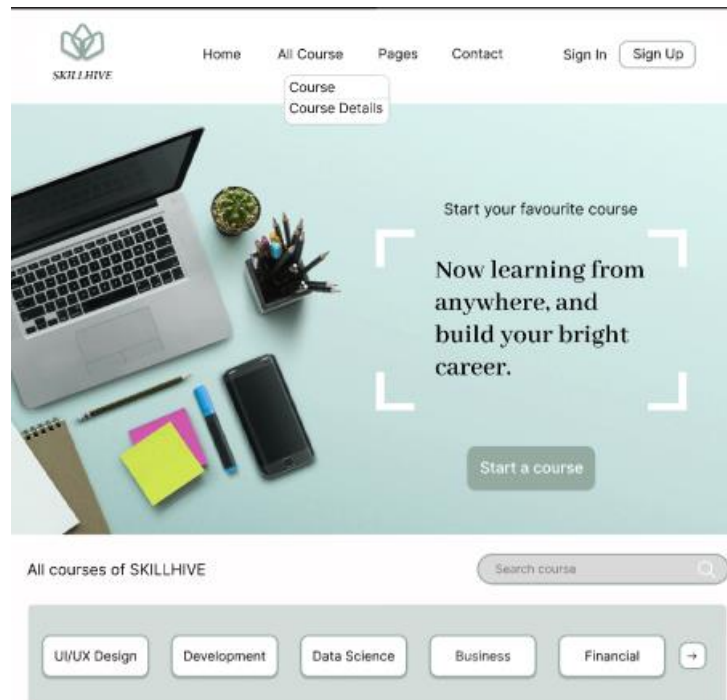 SKILLHIVE
Home All Course Pages Contact Sign In Sign Up
Course
Course Details
Start your favourite course
Now learning from
anywhere, and
build your bright
career.
Start a course
All courses of SKILLHIVE
Search course
UI/UX Design Development Data Science Business Financial →